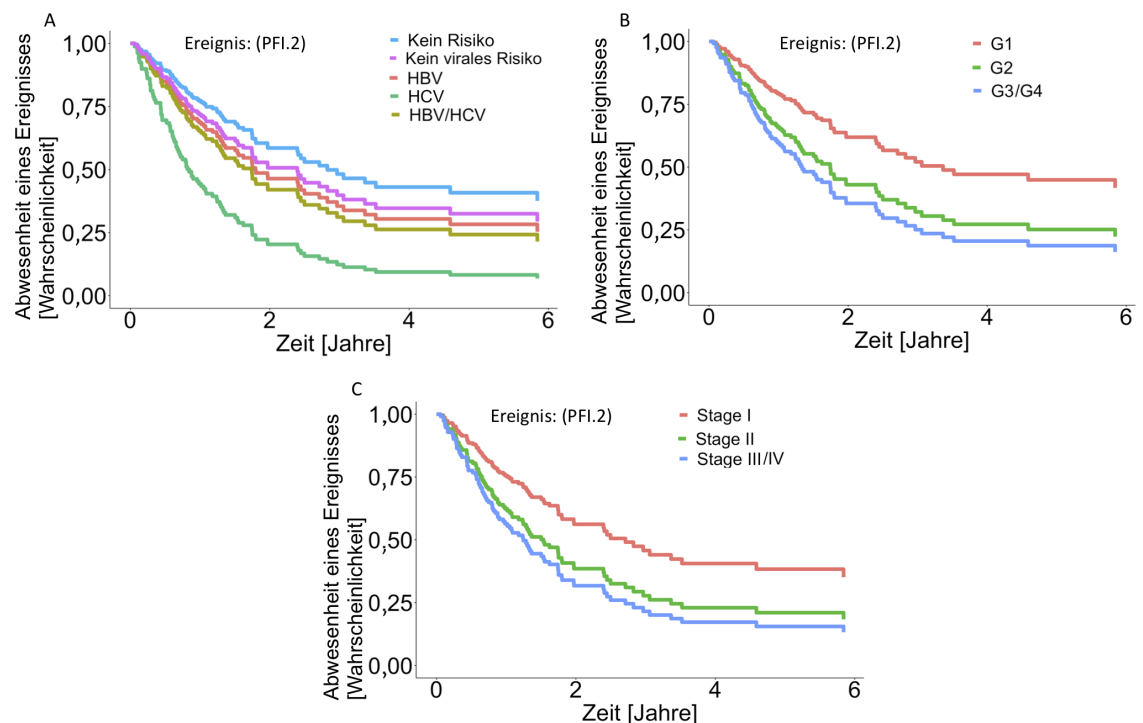 A
Ereignis: (PFI.2)
Abwesenheit eines Ereignisses
[Wahrscheinlichkeit]
1,00
0,75
0,50
0,25
0,00
0
2
4
6
Zeit [Jahre]
Kein Risiko
Kein virales Risiko
HBV
HCV
HBV/HCV
B
Ereignis: (PFI.2)
Abwesenheit eines Ereignisses
[Wahrscheinlichkeit]
1,00
0,75
0,50
0,25
0,00
0
2
4
6
Zeit [Jahre]
G1
G2
G3/G4
C
Ereignis: (PFI.2)
Abwesenheit eines Ereignisses
[Wahrscheinlichkeit]
1,00
0,75
0,50
0,25
0,00
0
2
4
6
Zeit [Jahre]
Stage I
Stage II
Stage III/IV